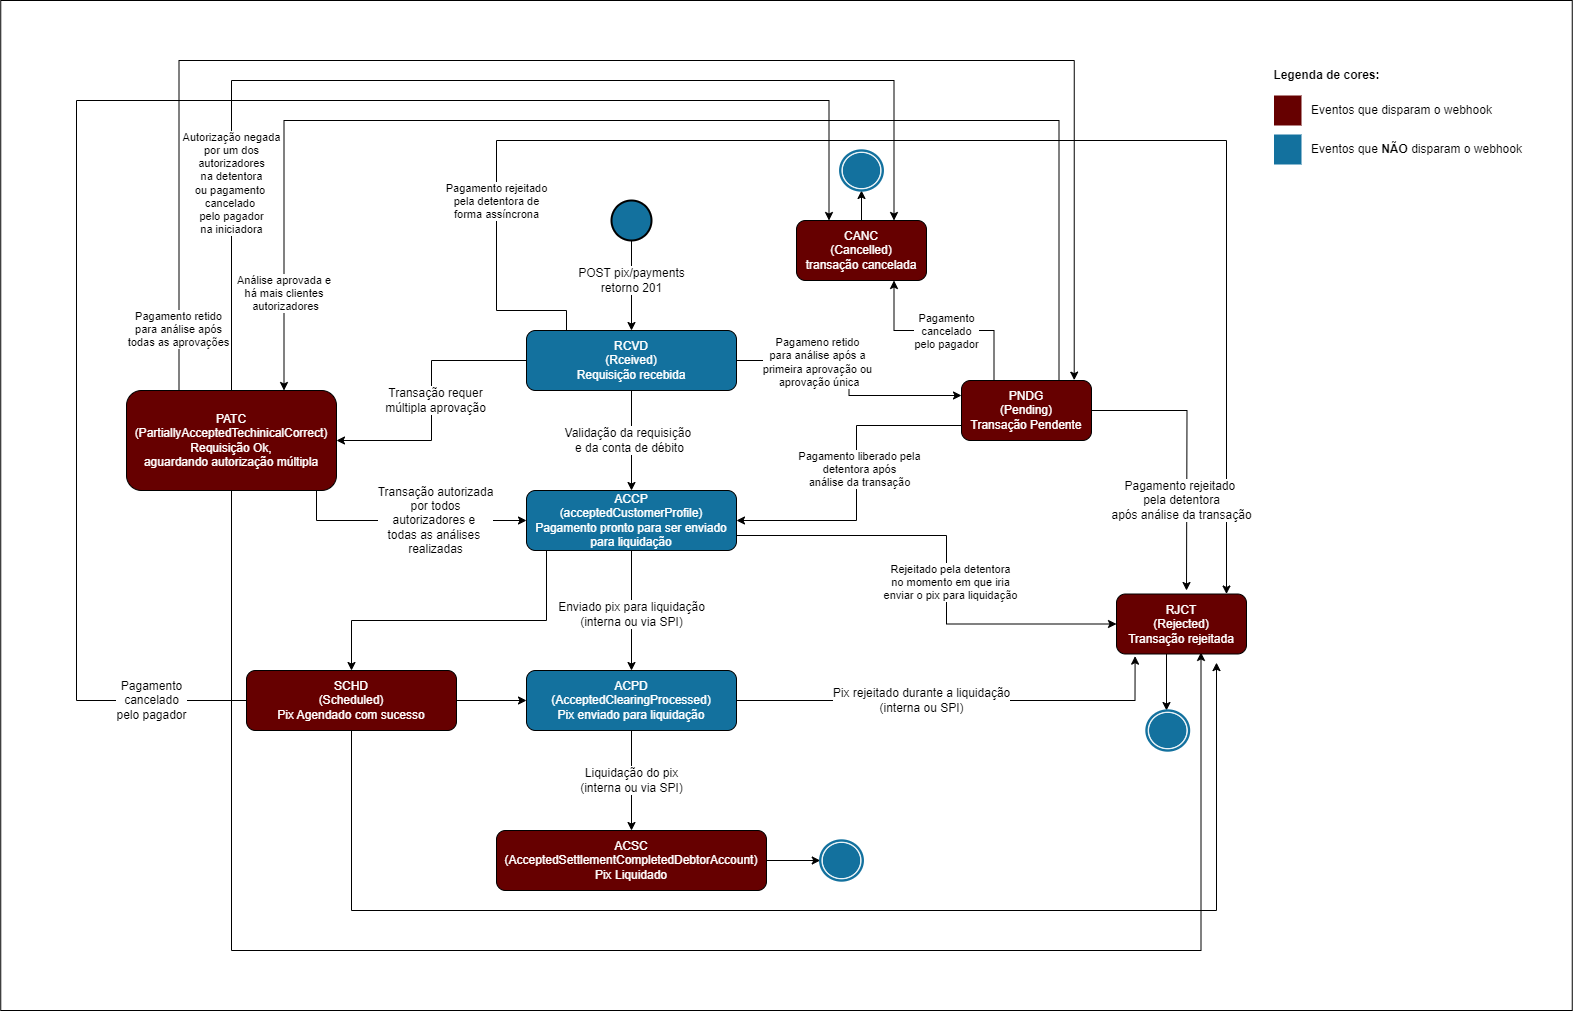 Legenda de cores:
Eventos que disparam o webhook
Eventos que NÃO disparam o webhook
Autorização negada
por um dos
autorizadores
na detentora
ou pagamento
cancelado
pelo pagador
na iniciadora
Pagamento rejeitado
pela detentora de
forma assíncrona
CANC
(Cancelled)
transação cancelada
POST pix/payments
retorno 201
Análise aprovada e
há mais clientes
autorizadores
Pagamento retido
para análise após
todas as aprovações
Pagamento
cancelado
pelo pagador
RCVD
(Rceived)
Requisição recebida
Pagameno retido
para análise após a
primeira aprovação ou
aprovação única
Transação requer
múltipla aprovação
PNDG
(Pending)
Transação Pendente
PATC
(PartiallyAcceptedTechinicalCorrect)
Requisição Ok,
aguardando autorização múltipla
Validação da requisição
e da conta de débito
Pagamento liberado pela
detentora após
análise da transação
Pagamento rejeitado
pela detentora
após análise da transação
Transação autorizada
por todos
autorizadores e
todas as análises
realizadas
ACCP
(acceptedCustomerProfile)
Pagamento pronto para ser enviado
para liquidação
Rejeitado pela detentora
no momento em que iria
enviar o pix para liquidação
Enviado pix para liquidação
(interna ou via SPI)
RJCT
(Rejected)
Transação rejeitada
Pagamento
cancelado
pelo pagador
SCHD
(Scheduled)
Pix Agendado com sucesso
ACPD
(AcceptedClearingProcessed)
Pix enviado para liquidação
Pix rejeitado durante a liquidação
(interna ou SPI)
Liquidação do pix
(interna ou via SPI)
ACSC
(AcceptedSettlementCompletedDebtorAccount)
Pix Liquidado